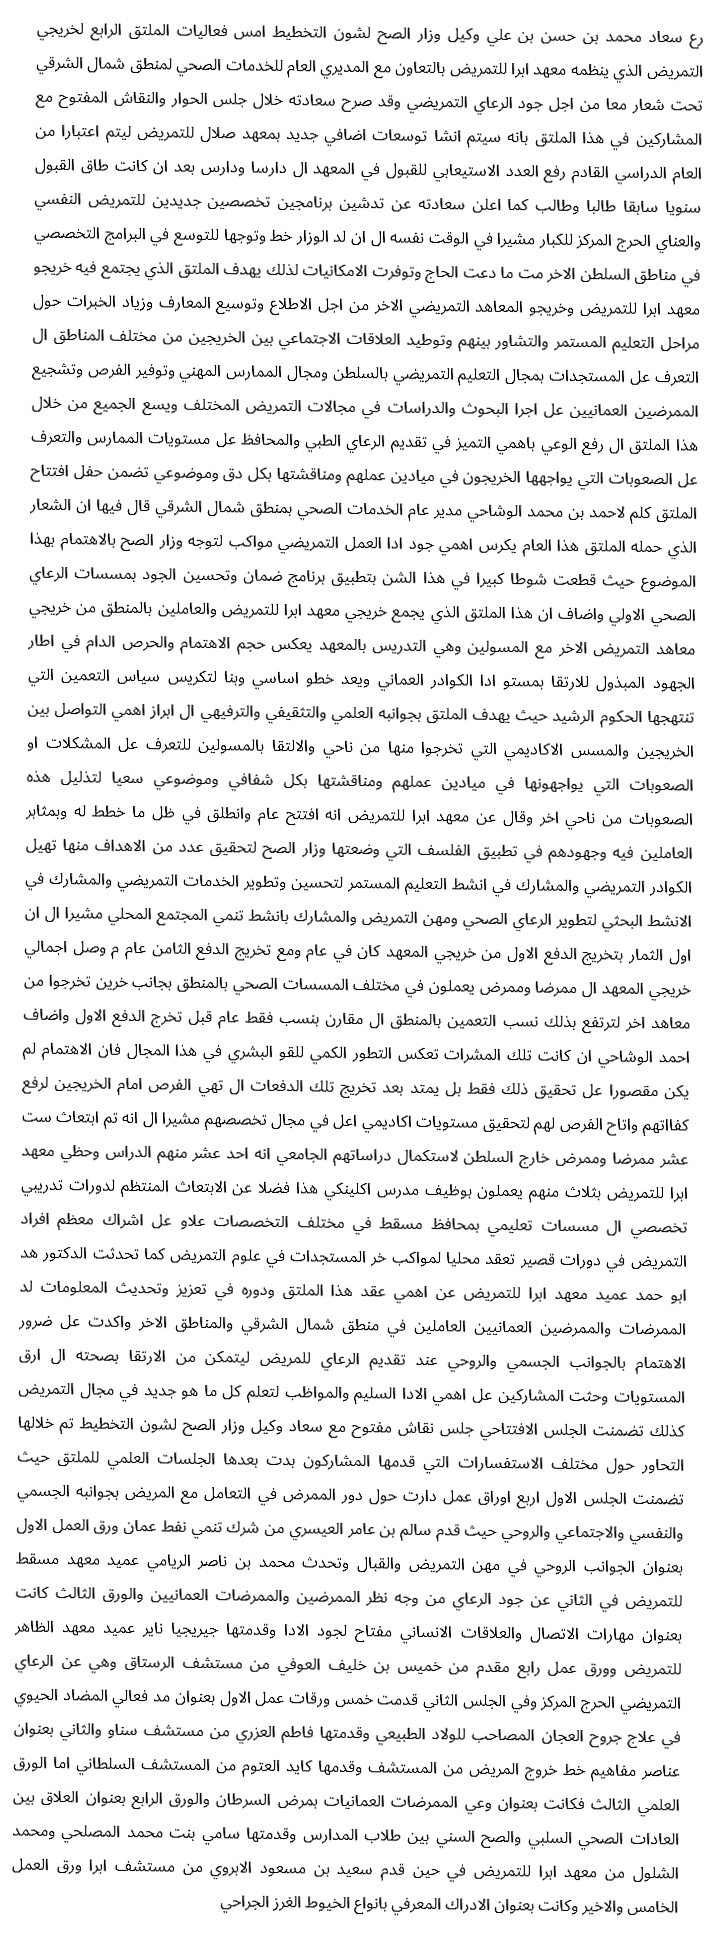 رع سعاد محمد بن حسن بن علي وكيل وزار الصح لشون التخطيط امس فعاليات الملتق الرابع لخريجي
التمريض الذي ينظمه معهد ابرا للتمريض بالتعاون مع المديري العام للخدمات الصحي لمنطق شمال الشرقي
تحت شعار معا من اجل جود الرعاي التمريضي وقد صرح سعادته خلال جلس الحوار والنقاش المفتوح مع
المشاركين في هذا الملتق بانه سيتم انشا توسعات اضافي جديد بمعهد صلال للتمريض ليتم اعتبارا من
العام الدراسي القادم رفع العدد الاستيعابي للقبول في المعهد ال دارسا ودارس بعد ان كانت طاق القبول
سنويا سابقا طالبا وطالب كما اعلن سعادته عن تدشين برنامجين تخصصين جديدين للتمريض النفسي
والعناي الحرج المركز للكبار مشيرا في الوقت نفسه ال ان لد الوزار خط وتوجها للتوسع في البرامج التخصصي
في مناطق السلطن الاخر مت ما دعت الحاج وتوفرت الامكانيات لذلك يهدف الملتق الذي يجتمع فيه خريجو
معهد ابرا للتمريض وخريجو المعاهد التمريضي الاخر من اجل الاطلاع وتوسيع المعارف وزياد الخبرات حول
مراحل التعليم المستمر والتشاور بينهم وتوطيد العلاقات الاجتماعي بين الخريجين من مختلف المناطق ال
التعرف عل المستجدات بمجال التعليم التمريضي بالسلطن ومجال الممارس المهني وتوفير الفرص وتشجيع
الممرضين العمانيين عل اجرا البحوث والدراسات في مجالات التمريض المختلف ويسع الجميع من خلال
هذا الملتق ال رفع الوعي باهمي التميز في تقديم الرعاي الطبي والمحافظ عل مستويات الممارس والتعرف
عل الصعوبات التي يواجهها الخريجون في ميادين عملهم ومناقشتها بكل دق وموضوعي تضمن حفل افتتاح
الملتق كلم لاحمد بن محمد الوشاحي مدير عام الخدمات الصحي بمنطق شمال الشرقي قال فيها ان الشعار
الذي حمله الملتق هذا العام يكرس اهمي جود ادا العمل التمريضي مواكب لتوجه وزار الصح بالاهتمام بهذا
الموضوع حيث قطعت شوطا كبيرا في هذا الشن بتطبيق برنامج ضمان وتحسين الجود بمسسات الرعاي
الصحي الاولي واضاف ان هذا الملتق الذي يجمع خريجي معهد ابرا للتمريض والعاملين بالمنطق من خريجي
معاهد التمريض الاخر مع المسولين وهي التدريس بالمعهد يعكس حجم الاهتمام والحرص الدام في اطار
الجهود المبذول للارتقا بمستو ادا الكوادر العماني ويعد خطو اساسي وبنا لتكريس سياس التعمين التي
تنتهجها الحكوم الرشيد حيث يهدف الملتق بجوانبه العلمي والتثقيفي والترفيهي ال ابراز اهمي التواصل بين
الخريجين والمسس الاكاديمي التي تخرجوا منها من ناحي والالتقا بالمسولين للتعرف عل المشكلات او
الصعوبات التي يواجهونها في ميادين عملهم ومناقشتها بكل شفافي وموضوعي سعيا لتذليل هذه
الصعوبات من ناحي اخر وقال عن معهد ابرا للتمريض انه افتتح عام وانطلق في ظل ما خطط له وبمثابر
العاملين فيه وجهودهم في تطبيق الفلسف التي وضعتها وزار الصح لتحقيق عدد من الاهداف منها تهيل
الكوادر التمريضي والمشارك في انشط التعليم المستمر لتحسين وتطوير الخدمات التمريضي والمشارك في
الانشط البحثي لتطوير الرعاي الصحي ومهن التمريض والمشارك بانشط تنمي المجتمع المحلي مشيرا ال ان
اول الثمار بتخريج الدفع الاول من خريجي المعهد كان في عام ومع تخريج الدفع الثامن عام م وصل اجمالي
خريجي المعهد ال ممرضا وممرض يعملون في مختلف المسسات الصحي بالمنطق بجانب خرين تخرجوا من
معاهد اخر لترتفع بذلك نسب التعمين بالمنطق ال مقارن بنسب فقط عام قبل تخرج الدفع الاول واضاف
احمد الوشاحي ان كانت تلك المشرات تعكس التطور الكمي للقو البشري في هذا المجال فان الاهتمام لم
يكن مقصورا عل تحقيق ذلك فقط بل يمتد بعد تخريج تلك الدفعات ال تهي الفرص امام الخريجين لرفع
كفااتهم واتاح الفرص لهم لتحقيق مستويات اكاديمي اعل في مجال تخصصهم مشيرا ال انه تم ابتعاث ست
عشر ممرضا وممرض خارج السلطن لاستكمال دراساتهم الجامعي انه احد عشر منهم الدراس وحظي معهد
ابرا للتمريض بثلاث منهم يعملون بوظيف مدرس اكلينكي هذا فضلا عن الابتعاث المنتظم لدورات تدريبي
تخصصي ال مسسات تعليمي بمحافظ مسقط في مختلف التخصصات علاو عل اشراك معظم افراد
التمريض في دورات قصير تعقد محليا لمواكب خر المستجدات في علوم التمريض كما تحدثت الدكتور هد
ابو حمد عميد معهد ابرا للتمريض عن اهمي عقد هذا الملتق ودوره في تعزيز وتحديث المعلومات لد
الممرضات والممرضين العمانيين العاملين في منطق شمال الشرقي والمناطق الاخر واكدت عل ضرور
الاهتمام بالجوانب الجسمي والروحي عند تقديم الرعاي للمريض ليتمكن من الارتقا بصحته ال ارق
المستويات وحثت المشاركين عل اهمي الادا السليم والمواظب لتعلم كل ما هو جديد في مجال التمريض
كذلك تضمنت الجلس الافتتاحي جلس نقاش مفتوح مع سعاد وكيل وزار الصح لشون التخطيط تم خلالها
التحاور حول مختلف الاستفسارات التي قدمها المشاركون بدت بعدها الجلسات العلمي للملتق حيث
تضمنت الجلس الاول اربع اوراق عمل دارت حول دور الممرض في التعامل مع المريض بجوانبه الجسمي
والنفسي والاجتماعي والروحي حيث قدم سالم بن عامر العيسري من شرك تنمي نفط عمان ورق العمل الاول
بعنوان الجوانب الروحي في مهن التمريض والقبال وتحدث محمد بن ناصر الريامي عميد معهد مسقط
للتمريض في الثاني عن جود الرعاي من وجه نظر الممرضين والممرضات العمانيين والورق الثالث كانت
بعنوان مهارات الاتصال والعلاقات الانساني مفتاح لجود الادا وقدمتها جيريجيا ناير عميد معهد الظاهر
للتمريض وورق عمل رابع مقدم من خميس بن خليف العوفي من مستشف الرستاق وهي عن الرعاي
التمريضي الحرج المركز وفي الجلس الثاني قدمت خمس ورقات عمل الاول بعنوان مد فعالي المضاد الحيوي
في علاج جروح العجان المصاحب للولاد الطبيعي وقدمتها فاطم العزري من مستشف سناو والثاني بعنوان
عناصر مفاهيم خط خروج المريض من المستشف وقدمها كايد العتوم من المستشف السلطاني اما الورق
العلمي الثالث فكانت بعنوان وعي الممرضات العمانيات بمرض السرطان والورق الرابع بعنوان العلاق بين
العادات الصحي السلبي والصح السني بين طلاب المدارس وقدمتها سامي بنت محمد المصلحي ومحمد
الشلول من معهد ابرا للتمريض في حين قدم سعيد بن مسعود الابروي من مستشف ابرا ورق العمل
الخامس والاخير وكانت بعنوان الادراك المعرفي بانواع الخيوط الغرز الجراحي